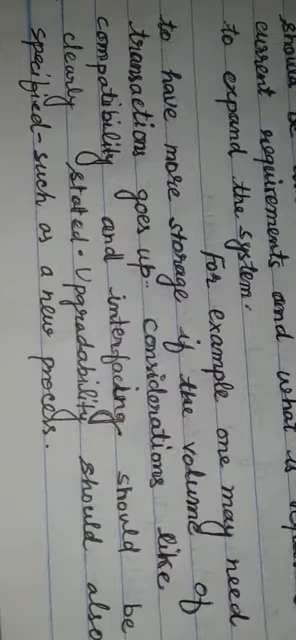 should be
current requirements and what is
to expand the system.
For example one may need
to have more storage if the volume of
transactions goes up. considerations like
compatibility and interfacing should be
clearly stated. Upgradability should also
specified-such as a new process.